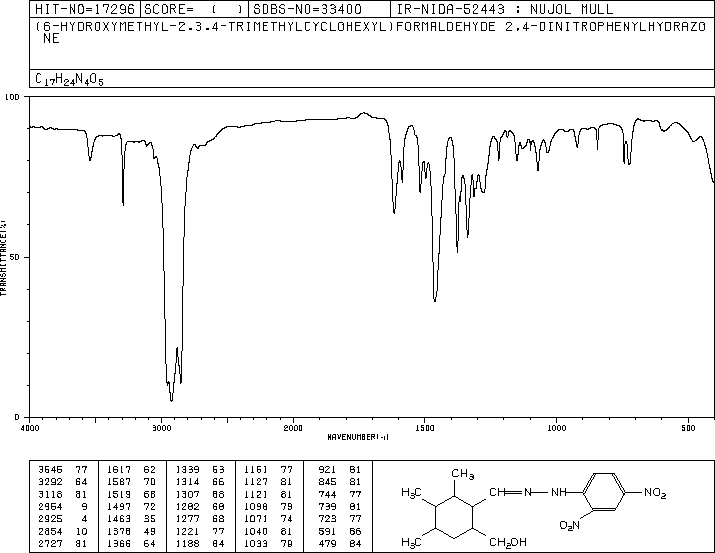 HIT-NO=17296 SCORE= ( ) SDBS-NO=33400 IR-NIDA-52443 : NUJOL MULL
(6-HYDROXYMETHYL-2,3,4-TRIMETHYLCYCLOHEXYL)FORMALDEHYDE 2,4-DINITROPHENYLHYDRAZO
NE
C17H24N4O5
100
50
0
TRANSMITTANCE(%)
4000 3000 2000 1500 1000 500
WAVENUMBER(-1)
3545 77 1617 62 1339 53 1151 77 921 81
3292 64 1587 70 1314 66 1127 81 845 81
3118 81 1519 68 1307 68 1121 81 744 77
2954 9 1497 72 1282 68 1098 79 739 81
2925 4 1463 35 1277 68 1071 74 723 77
2854 10 1378 49 1221 77 1040 81 591 86
2727 81 1366 64 1188 84 1033 79 479 84
CH3
H3C CH N NH NO2
H3C O2N
H3C CH2OH